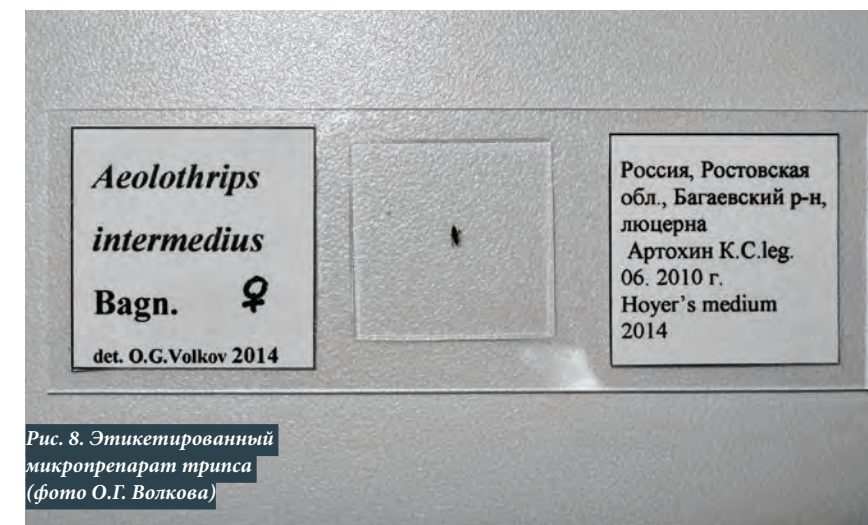 Aeolothrips
intermedius
Bagn. ♀
det. O.G.Volkov 2014
Россия, Ростовская
обл., Багаевский р-н,
люцерна
Артохин К.С.leg.
06. 2010 г.
Hoyer's medium
2014
Рис. 8. Этикетированный
микропрепарат трипса
(фото О.Г. Волкова)